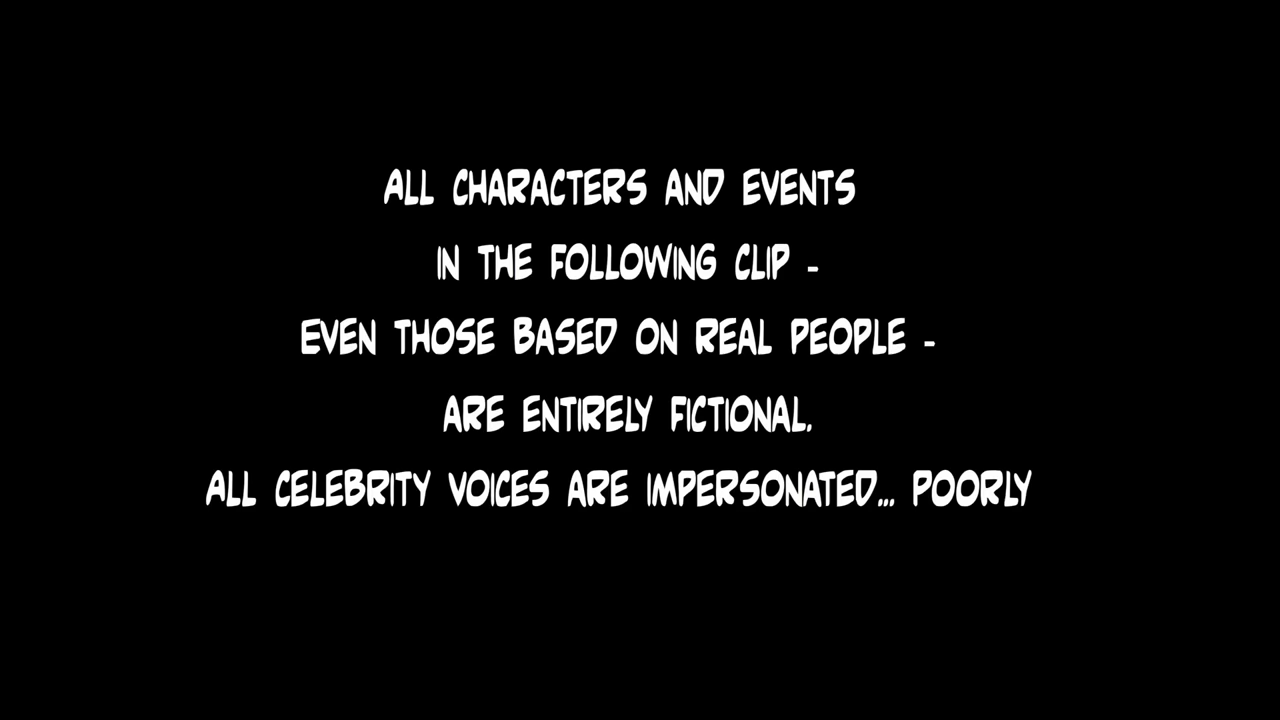 ALL CHARACTERS AND EVENTS
IN THE FOLLOWING CLIP -
EVEN THOSE BASED ON REAL PEOPLE -
ARE ENTIRELY FICTIONAL.
ALL CELEBRITY VOICES ARE IMPERSONATED... POORLY